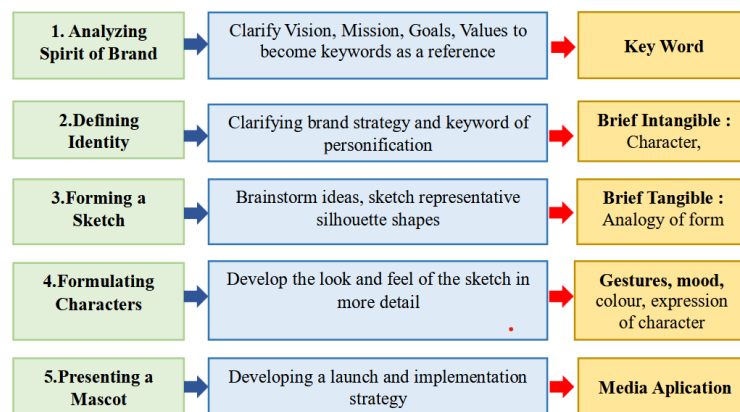 1. Analyzing
Spirit of Brand
Clarify Vision, Mission, Goals, Values to
become keywords as a reference
Key Word
2.Defining
Identity
Clarifying brand strategy and keyword of
personification
Brief Intangible :
Character,
3.Forming a
Sketch
Brainstorm ideas, sketch representative
silhouette shapes
Brief Tangible :
Analogy of form
4.Formulating
Characters
Develop the look and feel of the sketch in
more detail
Gestures, mood,
colour, expression
of character
5.Presenting a
Mascot
Developing a launch and implementation
strategy
Media Aplication